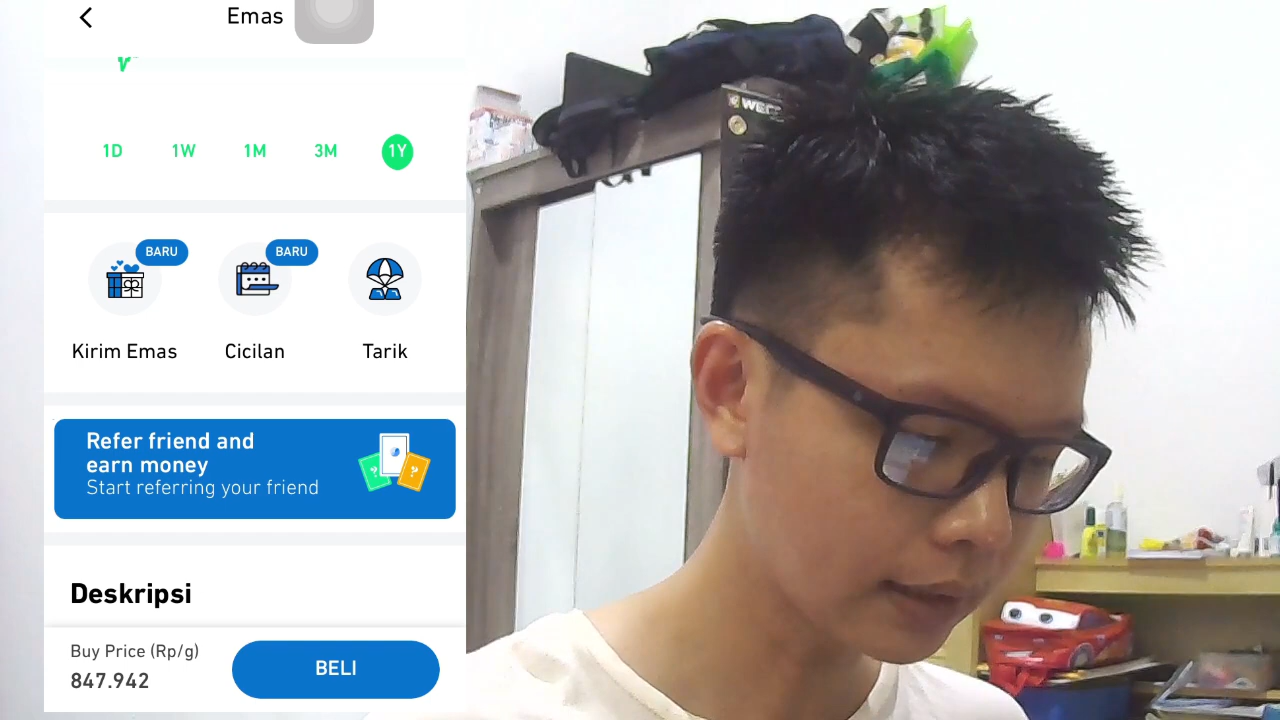 Emas
1D 1W 1M 3M 1Y
BARU BARU
Kirim Emas Cicilan Tarik
Refer friend and
earn money
Start referring your friend
? ?
Deskripsi
Buy Price (Rp/g)
847.942
BELI